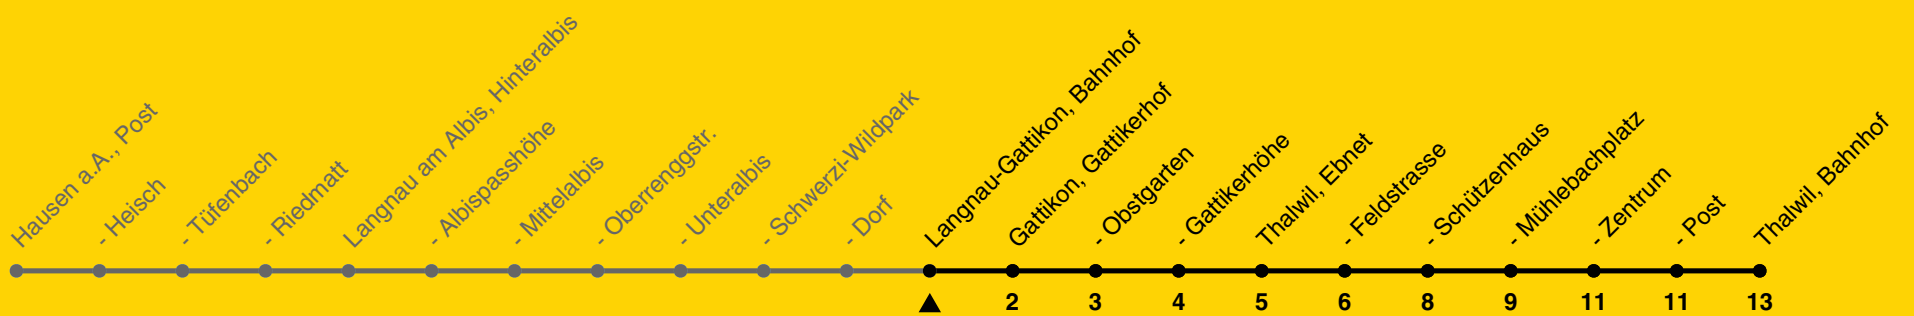 Hausen a.A., Post
- Heisch
- Tüfenbach
- Riedmatt
Langnau am Albis, Hinteralbis
- Albispasshöhe
- Mittelalbis
- Oberrenggstr.
- Unteralbis
- Schwerzi-Wildpark
- Dorf
Langnau-Gattikon, Bahnhof
Gattikon, Gattikerhof
- Obstgarten
- Gattikerhöhe
Thalwil, Ebnet
- Feldstrasse
- Schützenhaus
- Mühlebachplatz
- Zentrum
- Post
Thalwil, Bahnhof
2 3 4 5 6 8 9 11 11 13